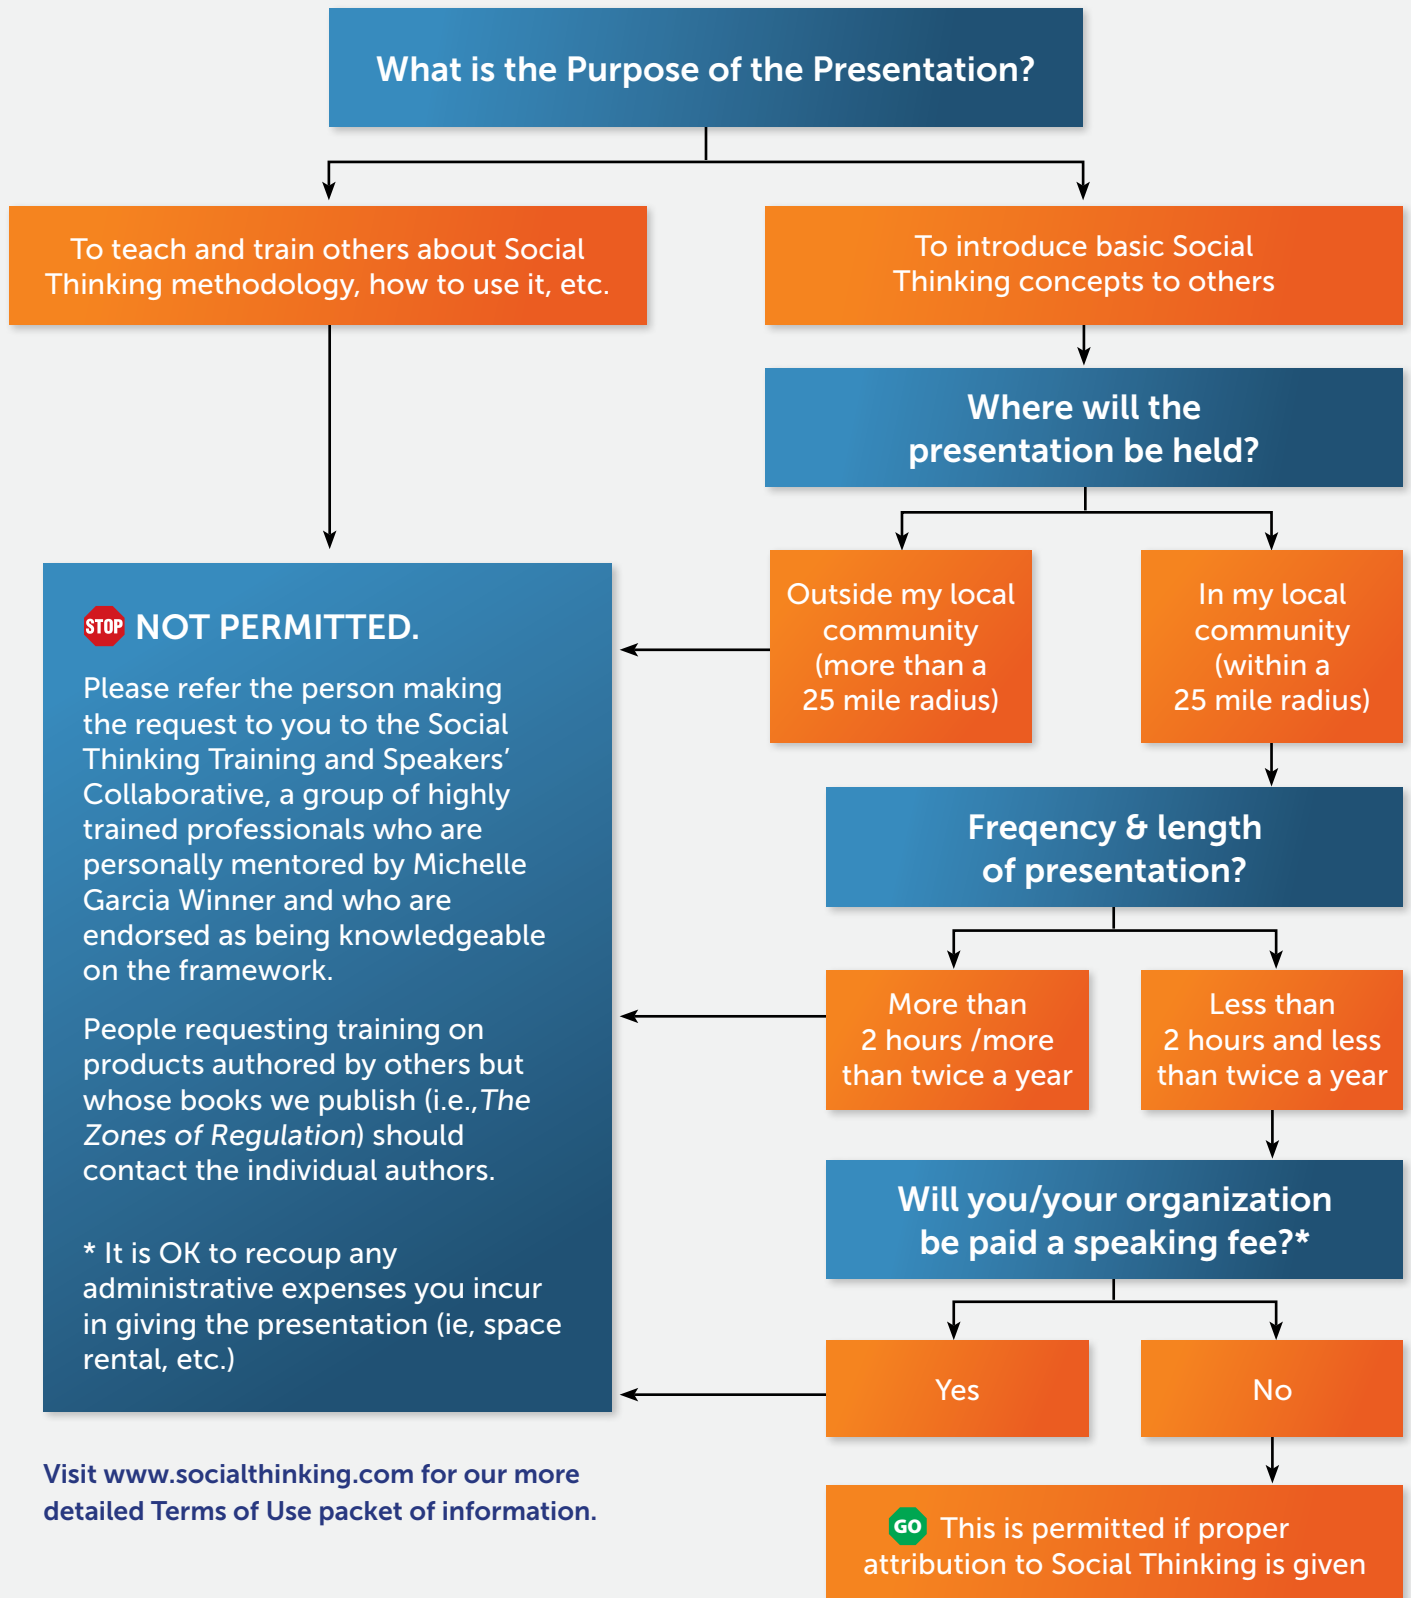 What is the Purpose of the Presentation?
To teach and train others about Social
Thinking methodology, how to use it, etc.
To introduce basic Social
Thinking concepts to others
Where will the
presentation be held?
Outside my local
community
(more than a
25 mile radius)
In my local
community
(within a
25 mile radius)
STOP NOT PERMITTED.
Please refer the person making
the request to you to the Social
Thinking Training and Speakers’
Collaborative, a group of highly
trained professionals who are
personally mentored by Michelle
Garcia Winner and who are
endorsed as being knowledgeable
on the framework.
People requesting training on
products authored by others but
whose books we publish (i.e.,The
Zones of Regulation) should
contact the individual authors.
* It is OK to recoup any
administrative expenses you incur
in giving the presentation (ie, space
rental, etc.)
Freqency & length
of presentation?
More than
2 hours /more
than twice a year
Less than
2 hours and less
than twice a year
Will you/your organization
be paid a speaking fee?*
Yes
No
GO This is permitted if proper
attribution to Social Thinking is given
Visit www.socialthinking.com for our more
detailed Terms of Use packet of information.